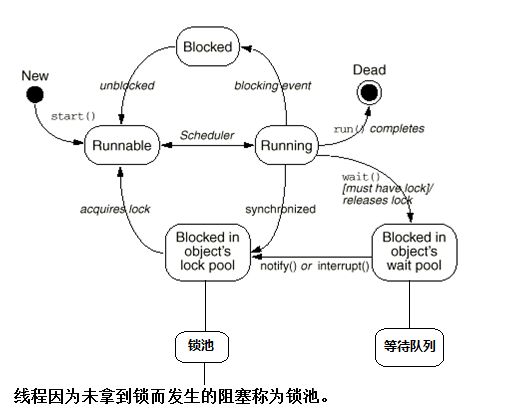 Blocked
New
Dead
unblocked
blocking event
start()
Scheduler
run() completes
Runnable
Running
wait()
[must have lock]/
releases lock
acquires lock
synchronized
Blocked in
object's
lock pool
Blocked in
object's
wait pool
notify() or interrupt()
锁池
等待队列
线程因为未拿到锁而发生的阻塞称为锁池。